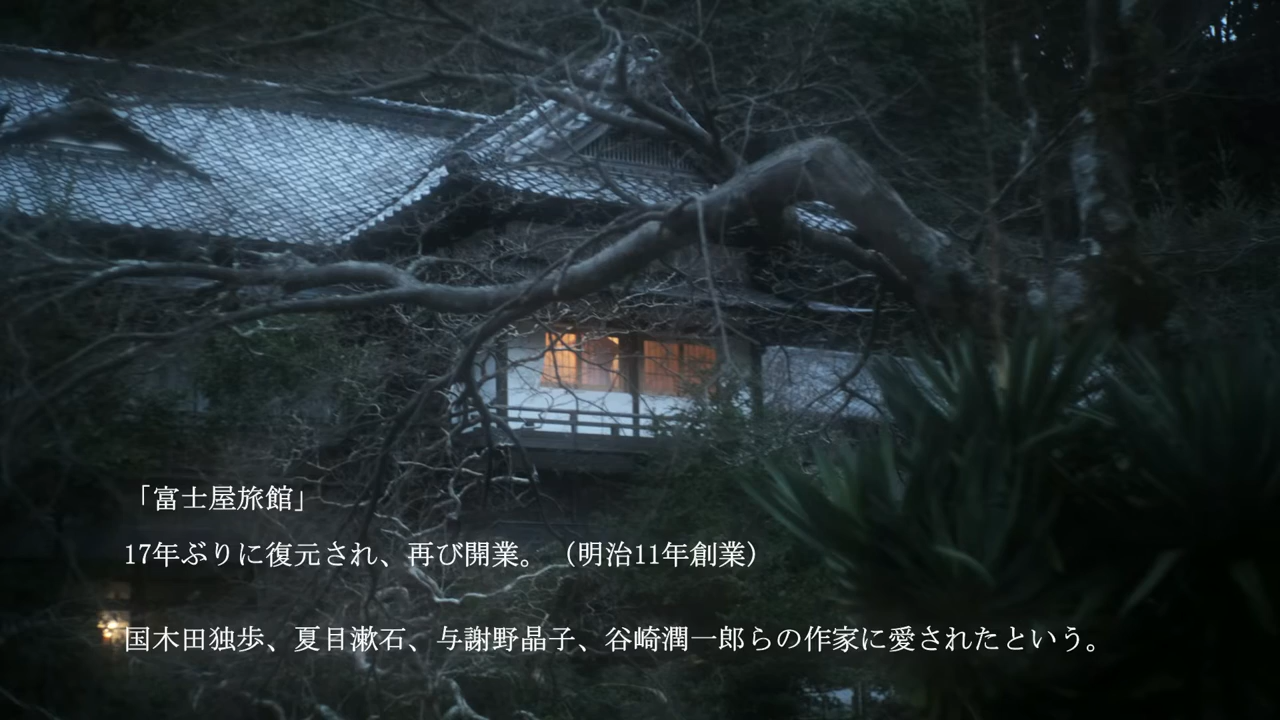 「富士屋旅館」
17年ぶりに復元され、再び開業。（明治11年創業）
国木田独歩、夏目漱石、与謝野晶子、谷崎潤一郎らの作家に愛されたという。